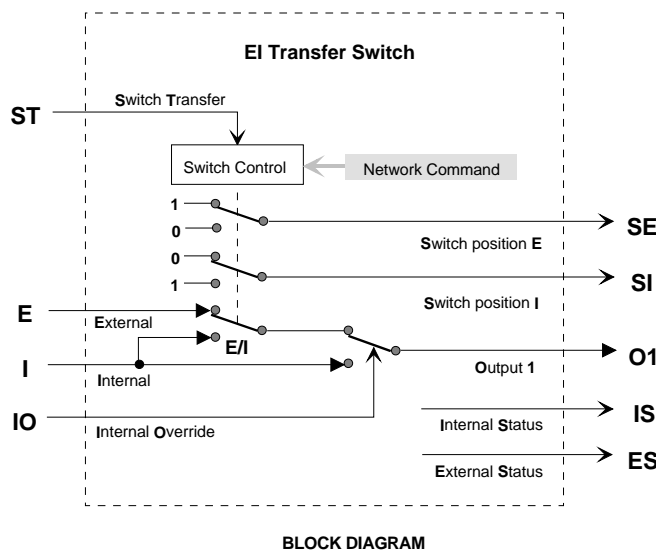 EI Transfer Switch
ST
Switch Transfer
Switch Control
Network Command
1
0
SE
Switch position E
0
1
SI
Switch position I
E
External
E/I
I
Internal
O1
Output 1
IO
Internal Override
IS
Internal Status
ES
External Status
BLOCK DIAGRAM